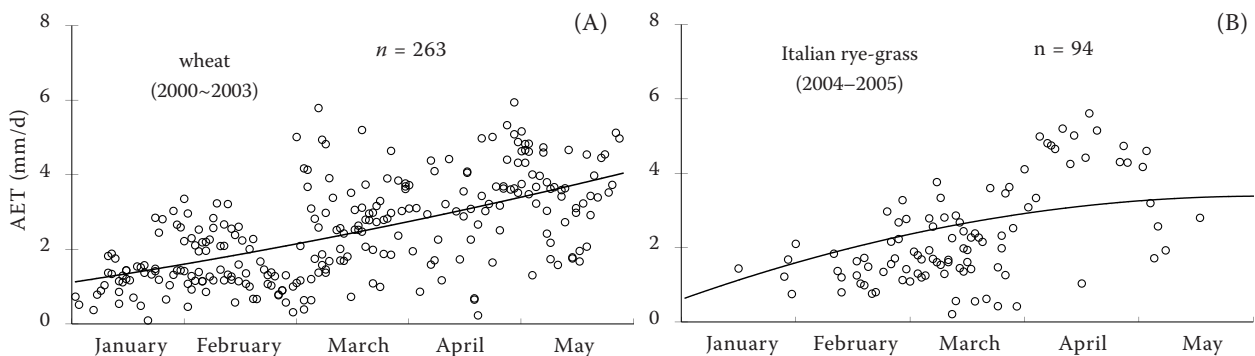 (A)
8
6
4
2
0
AET (mm/d)
wheat
(2000~2003)
n = 263
January February March April May
(B)
8
6
4
2
0
Italian rye-grass
(2004–2005)
n = 94
January February March April May